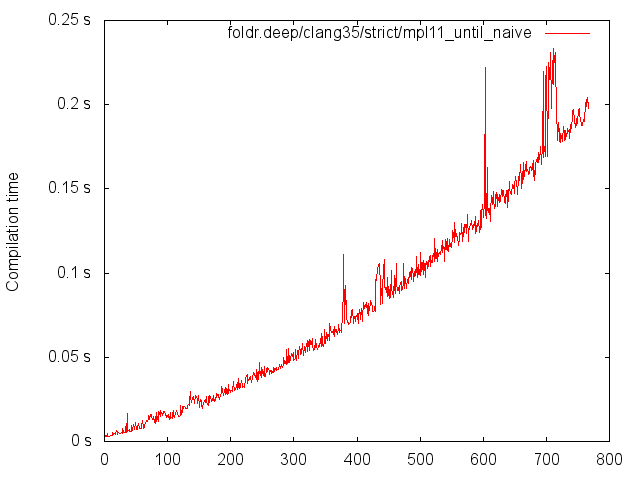 0.25 s
foldr.deep/clang35/strict/mpl11_until_naive
0.2 s
0.15 s
Compilation time
0.1 s
0.05 s
0 s
0 100 200 300 400 500 600 700 800